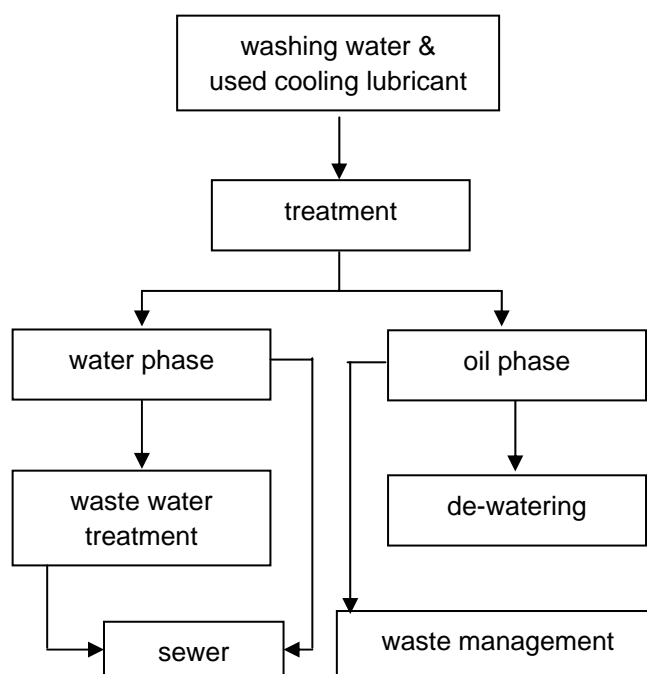 washing water &
used cooling lubricant
treatment
water phase
oil phase
waste water
treatment
de-watering
sewer
waste management